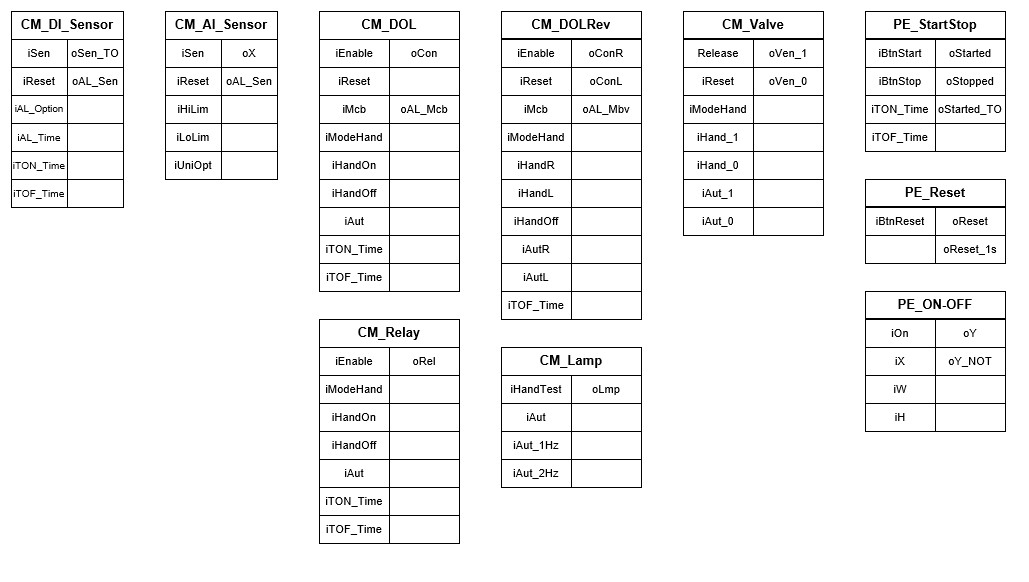 CM_DI_Sensor
iSen oSen_TO
iReset oAL_Sen
iAL_Option
iAL_Time
iTON_Time
iTOF_Time
CM_AI_Sensor
iSen oX
iReset oAL_Sen
iHiLim
iLoLim
iUniOpt
CM_DOL
iEnable oCon
iReset
iMcb oAL_Mcb
iModeHand
iHandOn
iHandOff
iAut
iTON_Time
iTOF_Time
CM_Relay
iEnable oRel
iModeHand
iHandOn
iHandOff
iAut
iTON_Time
iTOF_Time
CM_DOLRev
iEnable oConR
iReset oConL
iMcb oAL_Mbv
iModeHand
iHandR
iHandL
iHandOff
iAutR
iAutL
iTOF_Time
CM_Lamp
iHandTest oLmp
iAut
iAut_1Hz
iAut_2Hz
CM_Valve
Release oVen_1
iReset oVen_0
iModeHand
iHand_1
iHand_0
iAut_1
iAut_0
PE_StartStop
iBtnStart oStarted
iBtnStop oStopped
iTON_Time oStarted_TO
iTOF_Time
PE_Reset
iBtnReset oReset
oReset_1s
PE_ON-OFF
iOn oY
iX oY_NOT
iW
iH